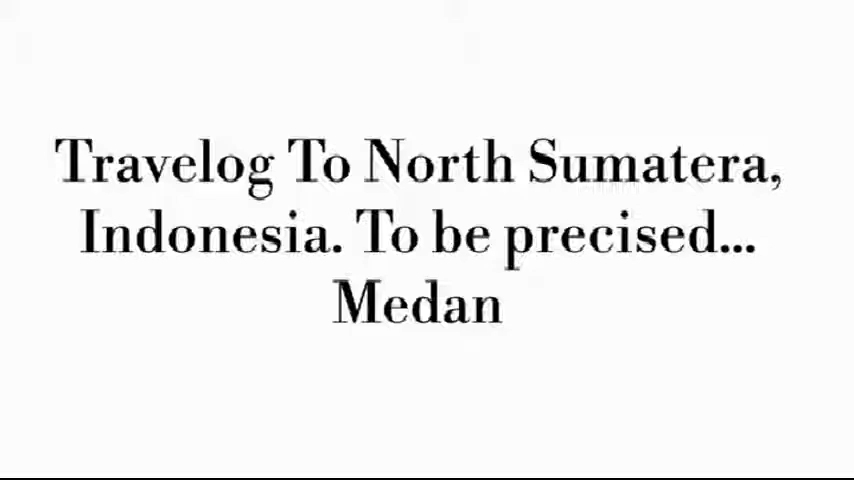 Travelog To North Sumatera,
Indonesia. To be precised...
Medan